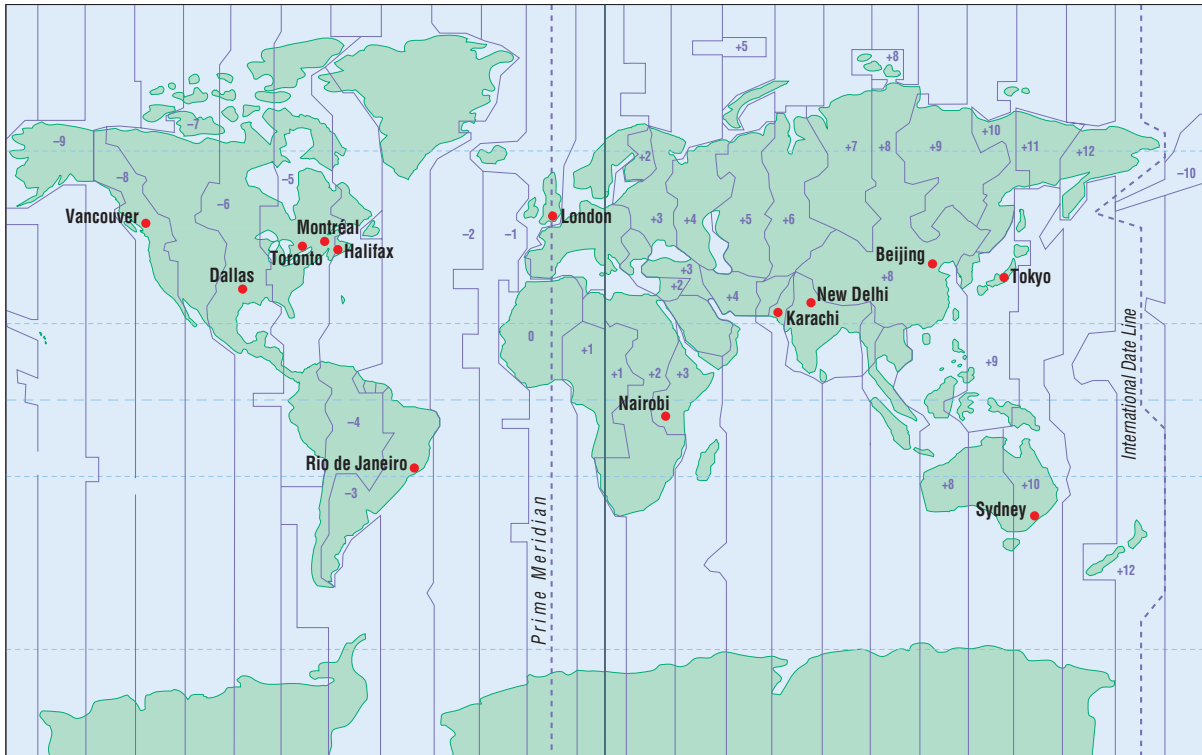 +5
+8
–7
–9
–8
–6
–5
+2
+7
+8
+9
+10
+11
+12
–10
Vancouver
Montréal
Toronto
Halifax
–2
–1
London
+3
+4
+5
+6
Dallas
Beijing
+8
Tokyo
+3
+2
+4
New Delhi
Karachi
0
+1
+1
+2
+3
+9
International Date Line
Nairobi
–4
Rio de Janeiro
–3
+8
+10
Sydney
Prime Meridian
+12